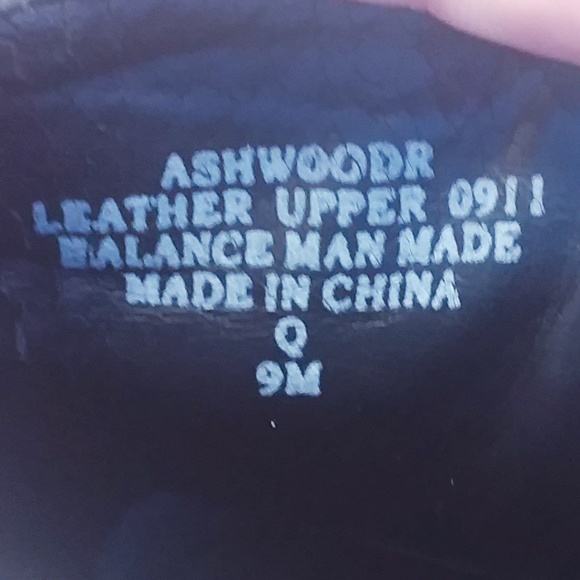 ASHWOODR
LEATHER UPPER 0911
BALANCE MAN MADE
MADE IN CHINA
Q
9M